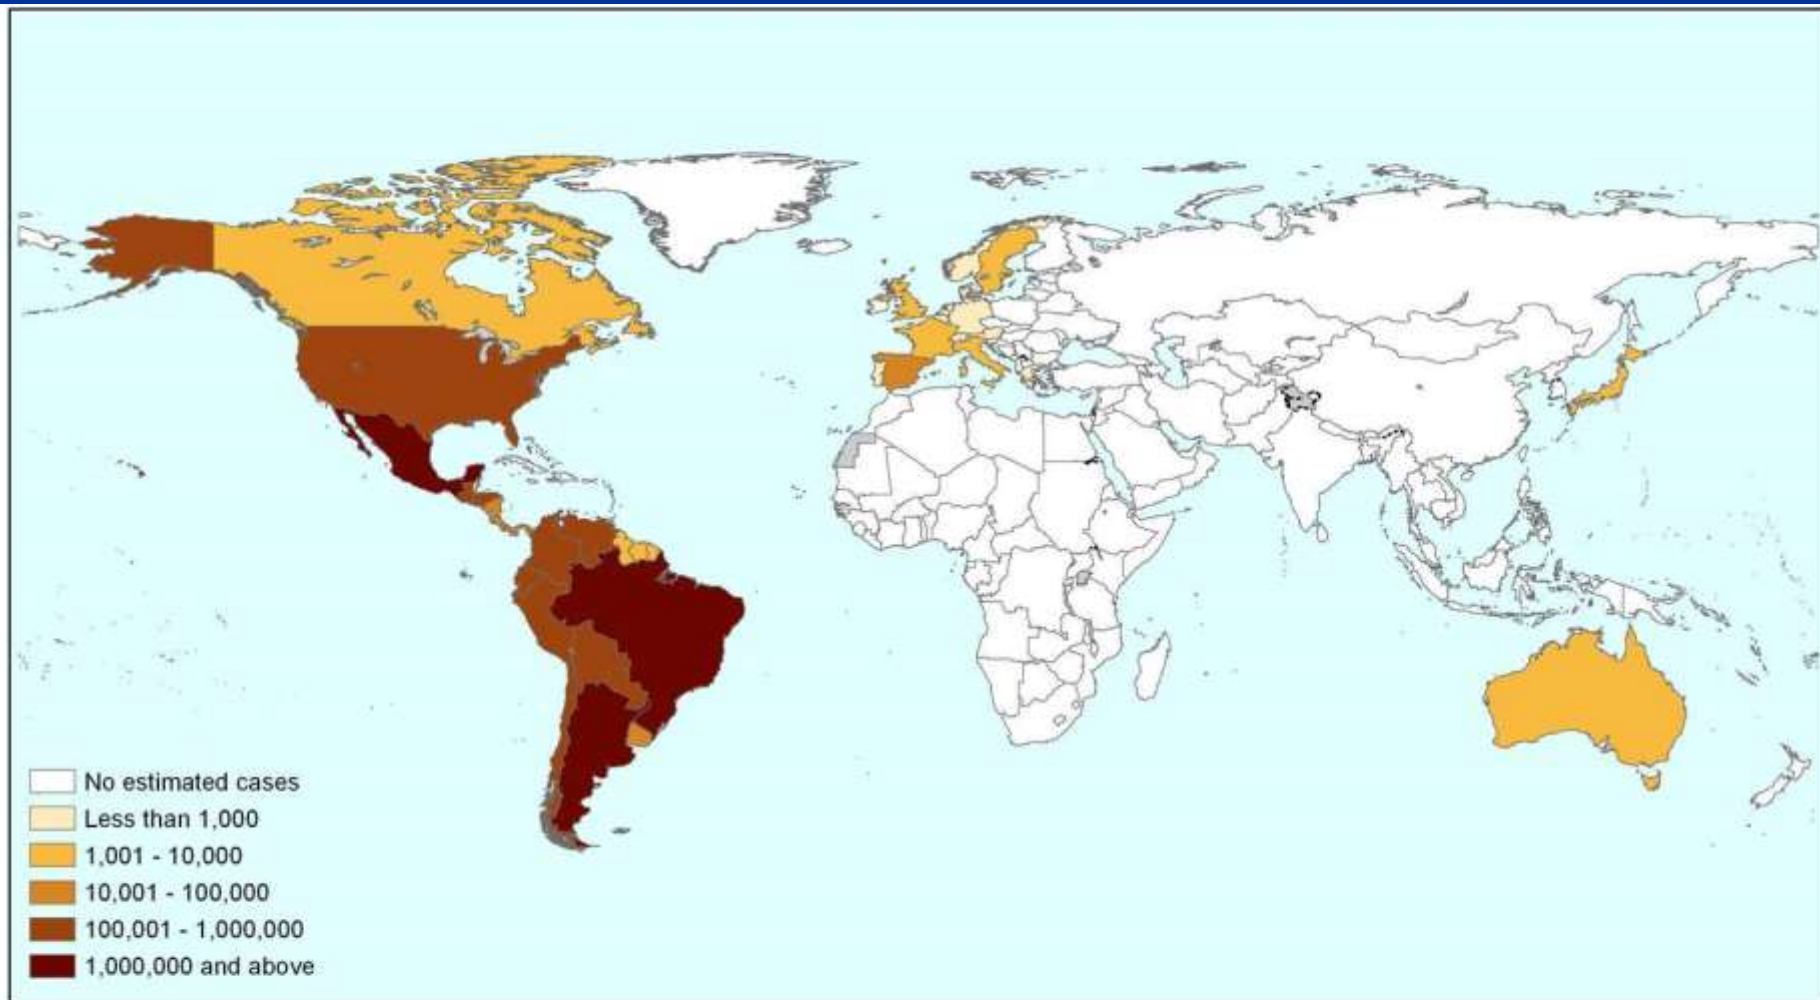 No estimated cases
Less than 1,000
1,001 - 10,000
10,001 - 100,000
100,001 - 1,000,000
1,000,000 and above